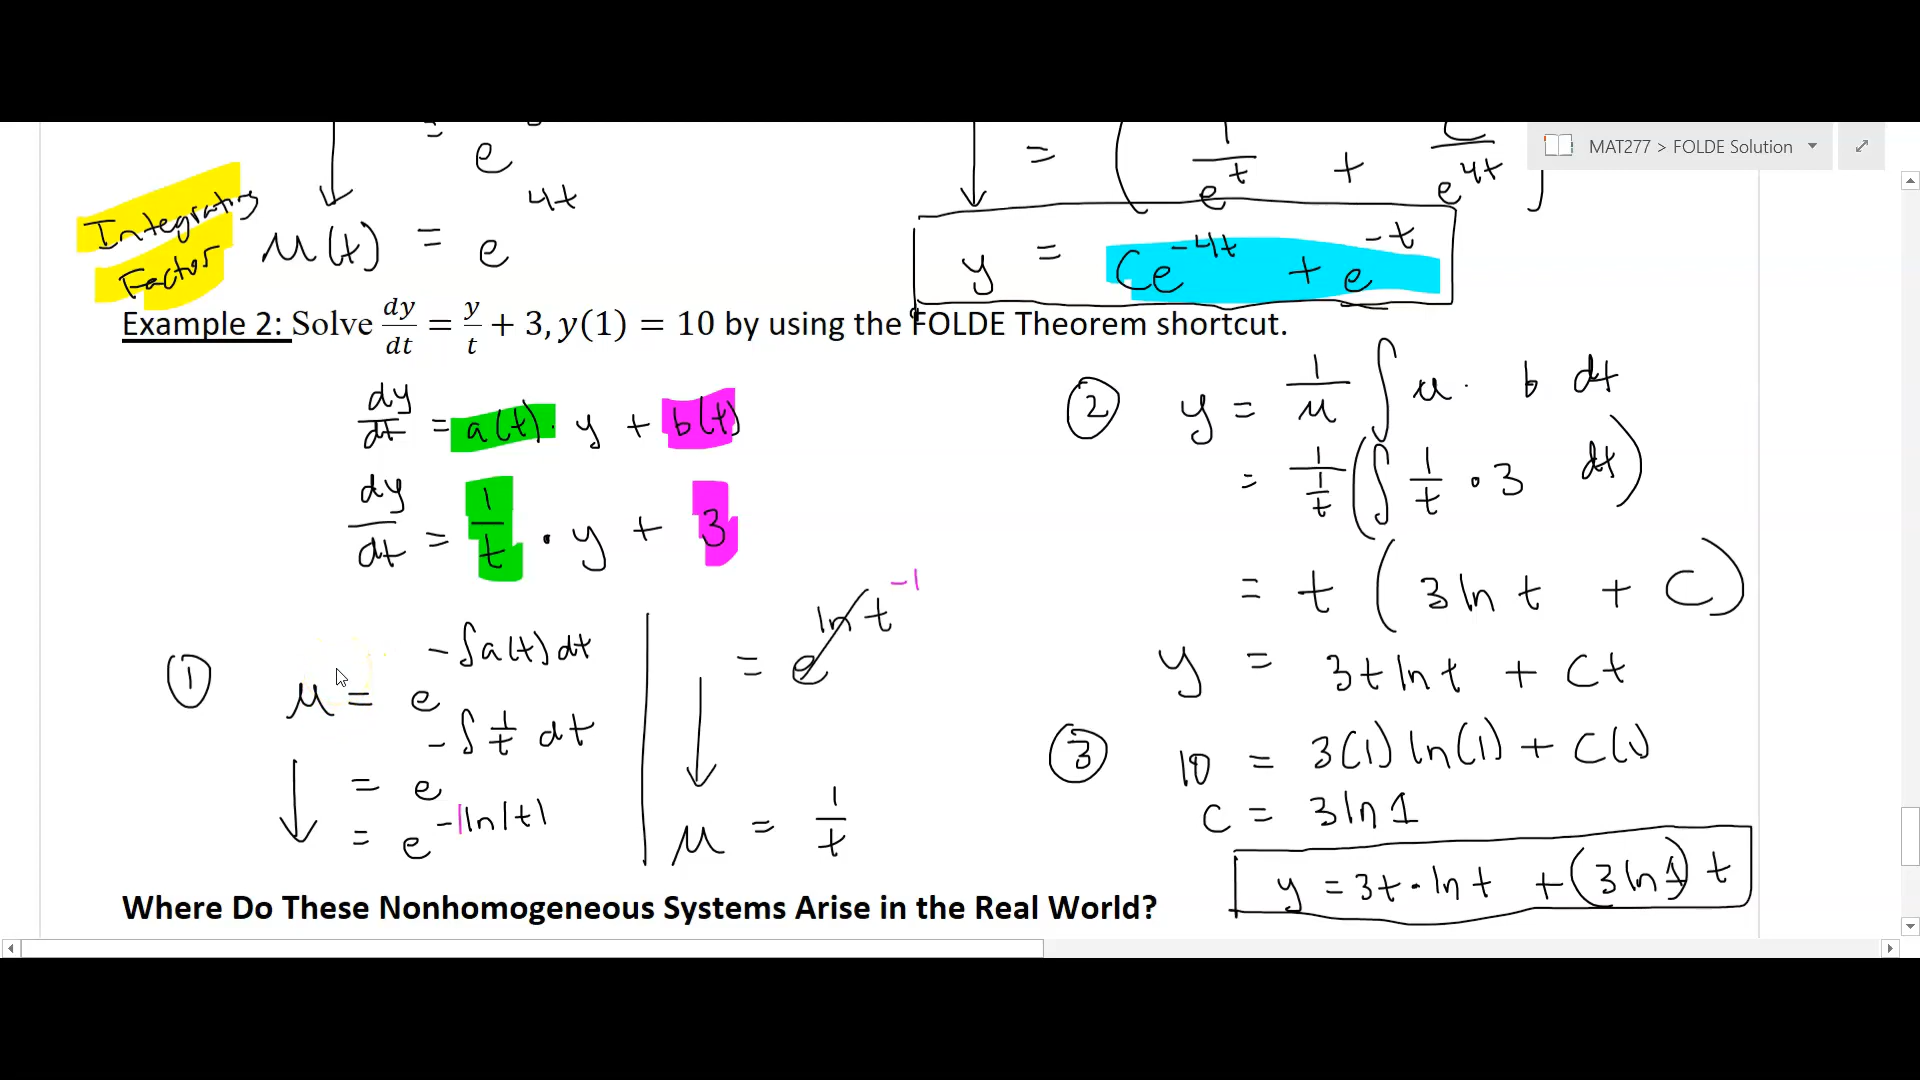 MAT277 > FOLDE Solution
= e
= ( 1/e^t + C/e^4t )
Integrating
Factor
μ(t) = e^4t
y = Ce^-4t + e^-t
Example 2: Solve dy/dt = y/t + 3, y(1) = 10 by using the FOLDE Theorem shortcut.
dy/dt = a(t) · y + b(t)
dy/dt = 1/t · y + 3
① μ = e^-∫a(t)dt
= e^-∫ 1/t dt
= e^-1ln|t|
= e^ln t^-1
μ = 1/t
② y = 1/μ ∫ μ · b dt
= 1/(1/t) (∫ 1/t · 3 dt)
= t ( 3 ln t + C )
y = 3t ln t + Ct
③ 10 = 3(1) ln(1) + C(1)
C = 3 ln 1
y = 3t · ln t + (3 ln 1) t
Where Do These Nonhomogeneous Systems Arise in the Real World?